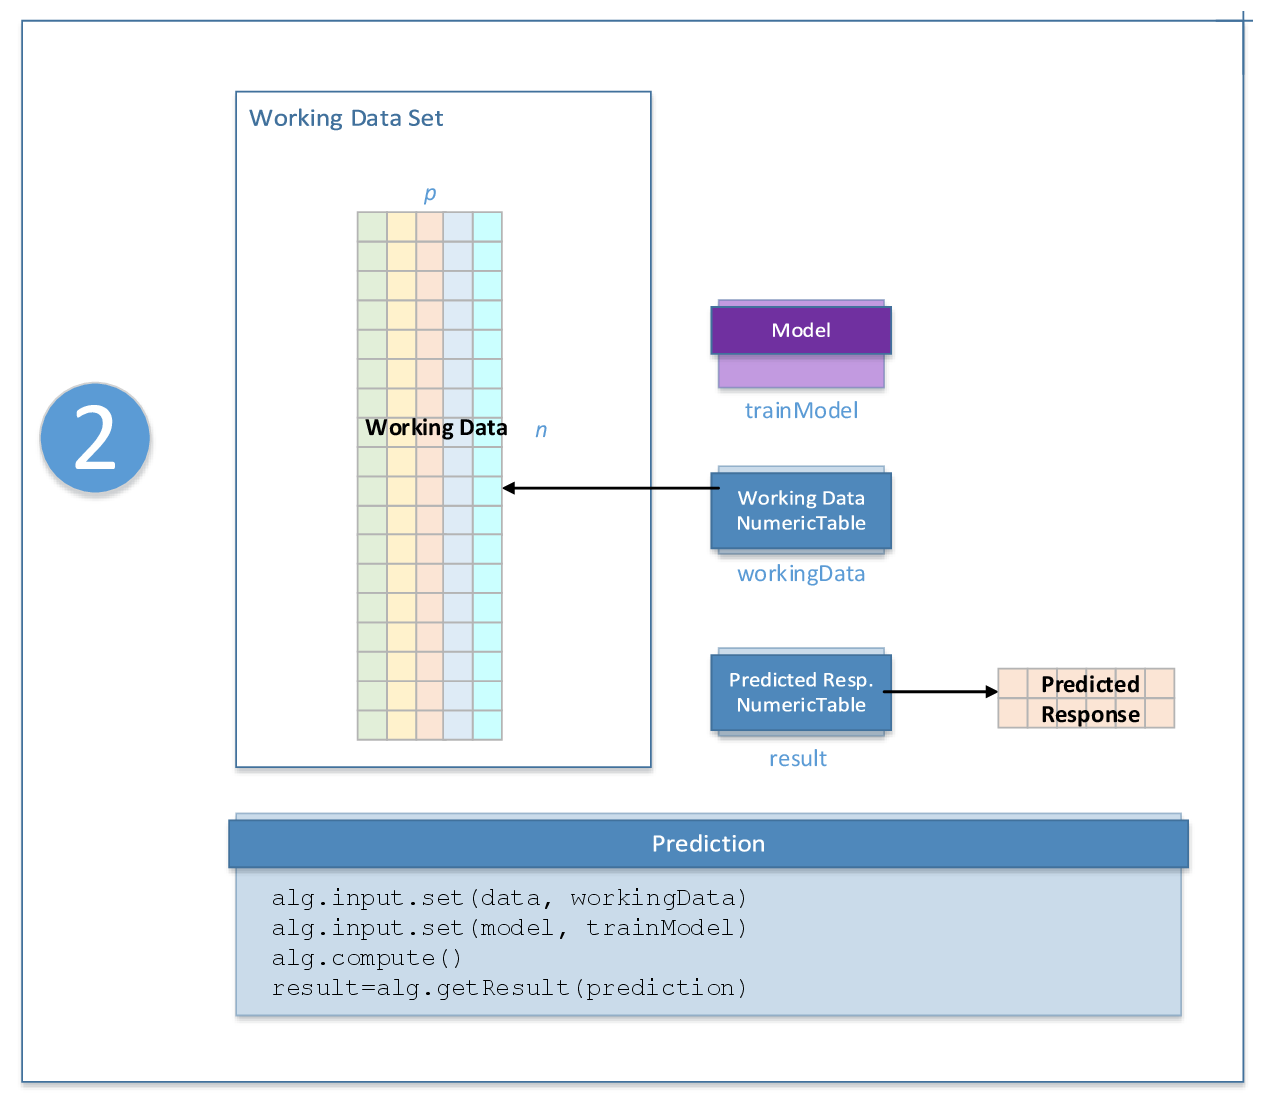 Working Data Set
p
Working Data
n
2
Model
trainModel
Working Data
NumericTable
workingData
Predicted Resp.
NumericTable
result
Predicted
Response
Prediction
alg.input.set(data, workingData)
alg.input.set(model, trainModel)
alg.compute()
result=alg.getResult(prediction)